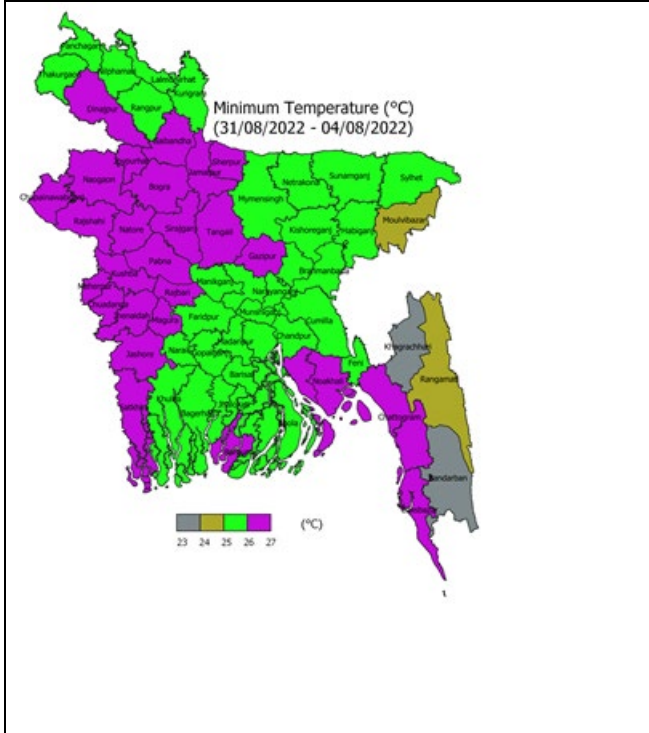 Panchagarh
Thakurgaon
Nilphamari
Lalmonirhat
Kurigram
Dinajpur
Rangpur
Minimum Temperature (°C)
(31/08/2022 - 04/08/2022)
Gaibandha
Joypurhat
Sherpur
Jamalpur
Naogaon
Bogra
Netrakona
Sunamganj
Sylhet
Mymensingh
Rajshahi
Natore
Sirajganj
Tangail
Kishoreganj
Habiganj
Moulvibazar
Gazipur
Pabna
Brahmanbaria
Kushtia
Manikganj
Narayanganj
Rajbari
Chuadanga
Jhenaidah
Magura
Faridpur
Munshiganj
Cumilla
Madaripur
Chandpur
Khagrachhari
Jashore
Narail
Gopalganj
Feni
Rangamati
Barisal
Noakhali
Khulna
Bagerhat
Bhola
Chattogram
Bandarban
(°C)
23 24 25 26 27